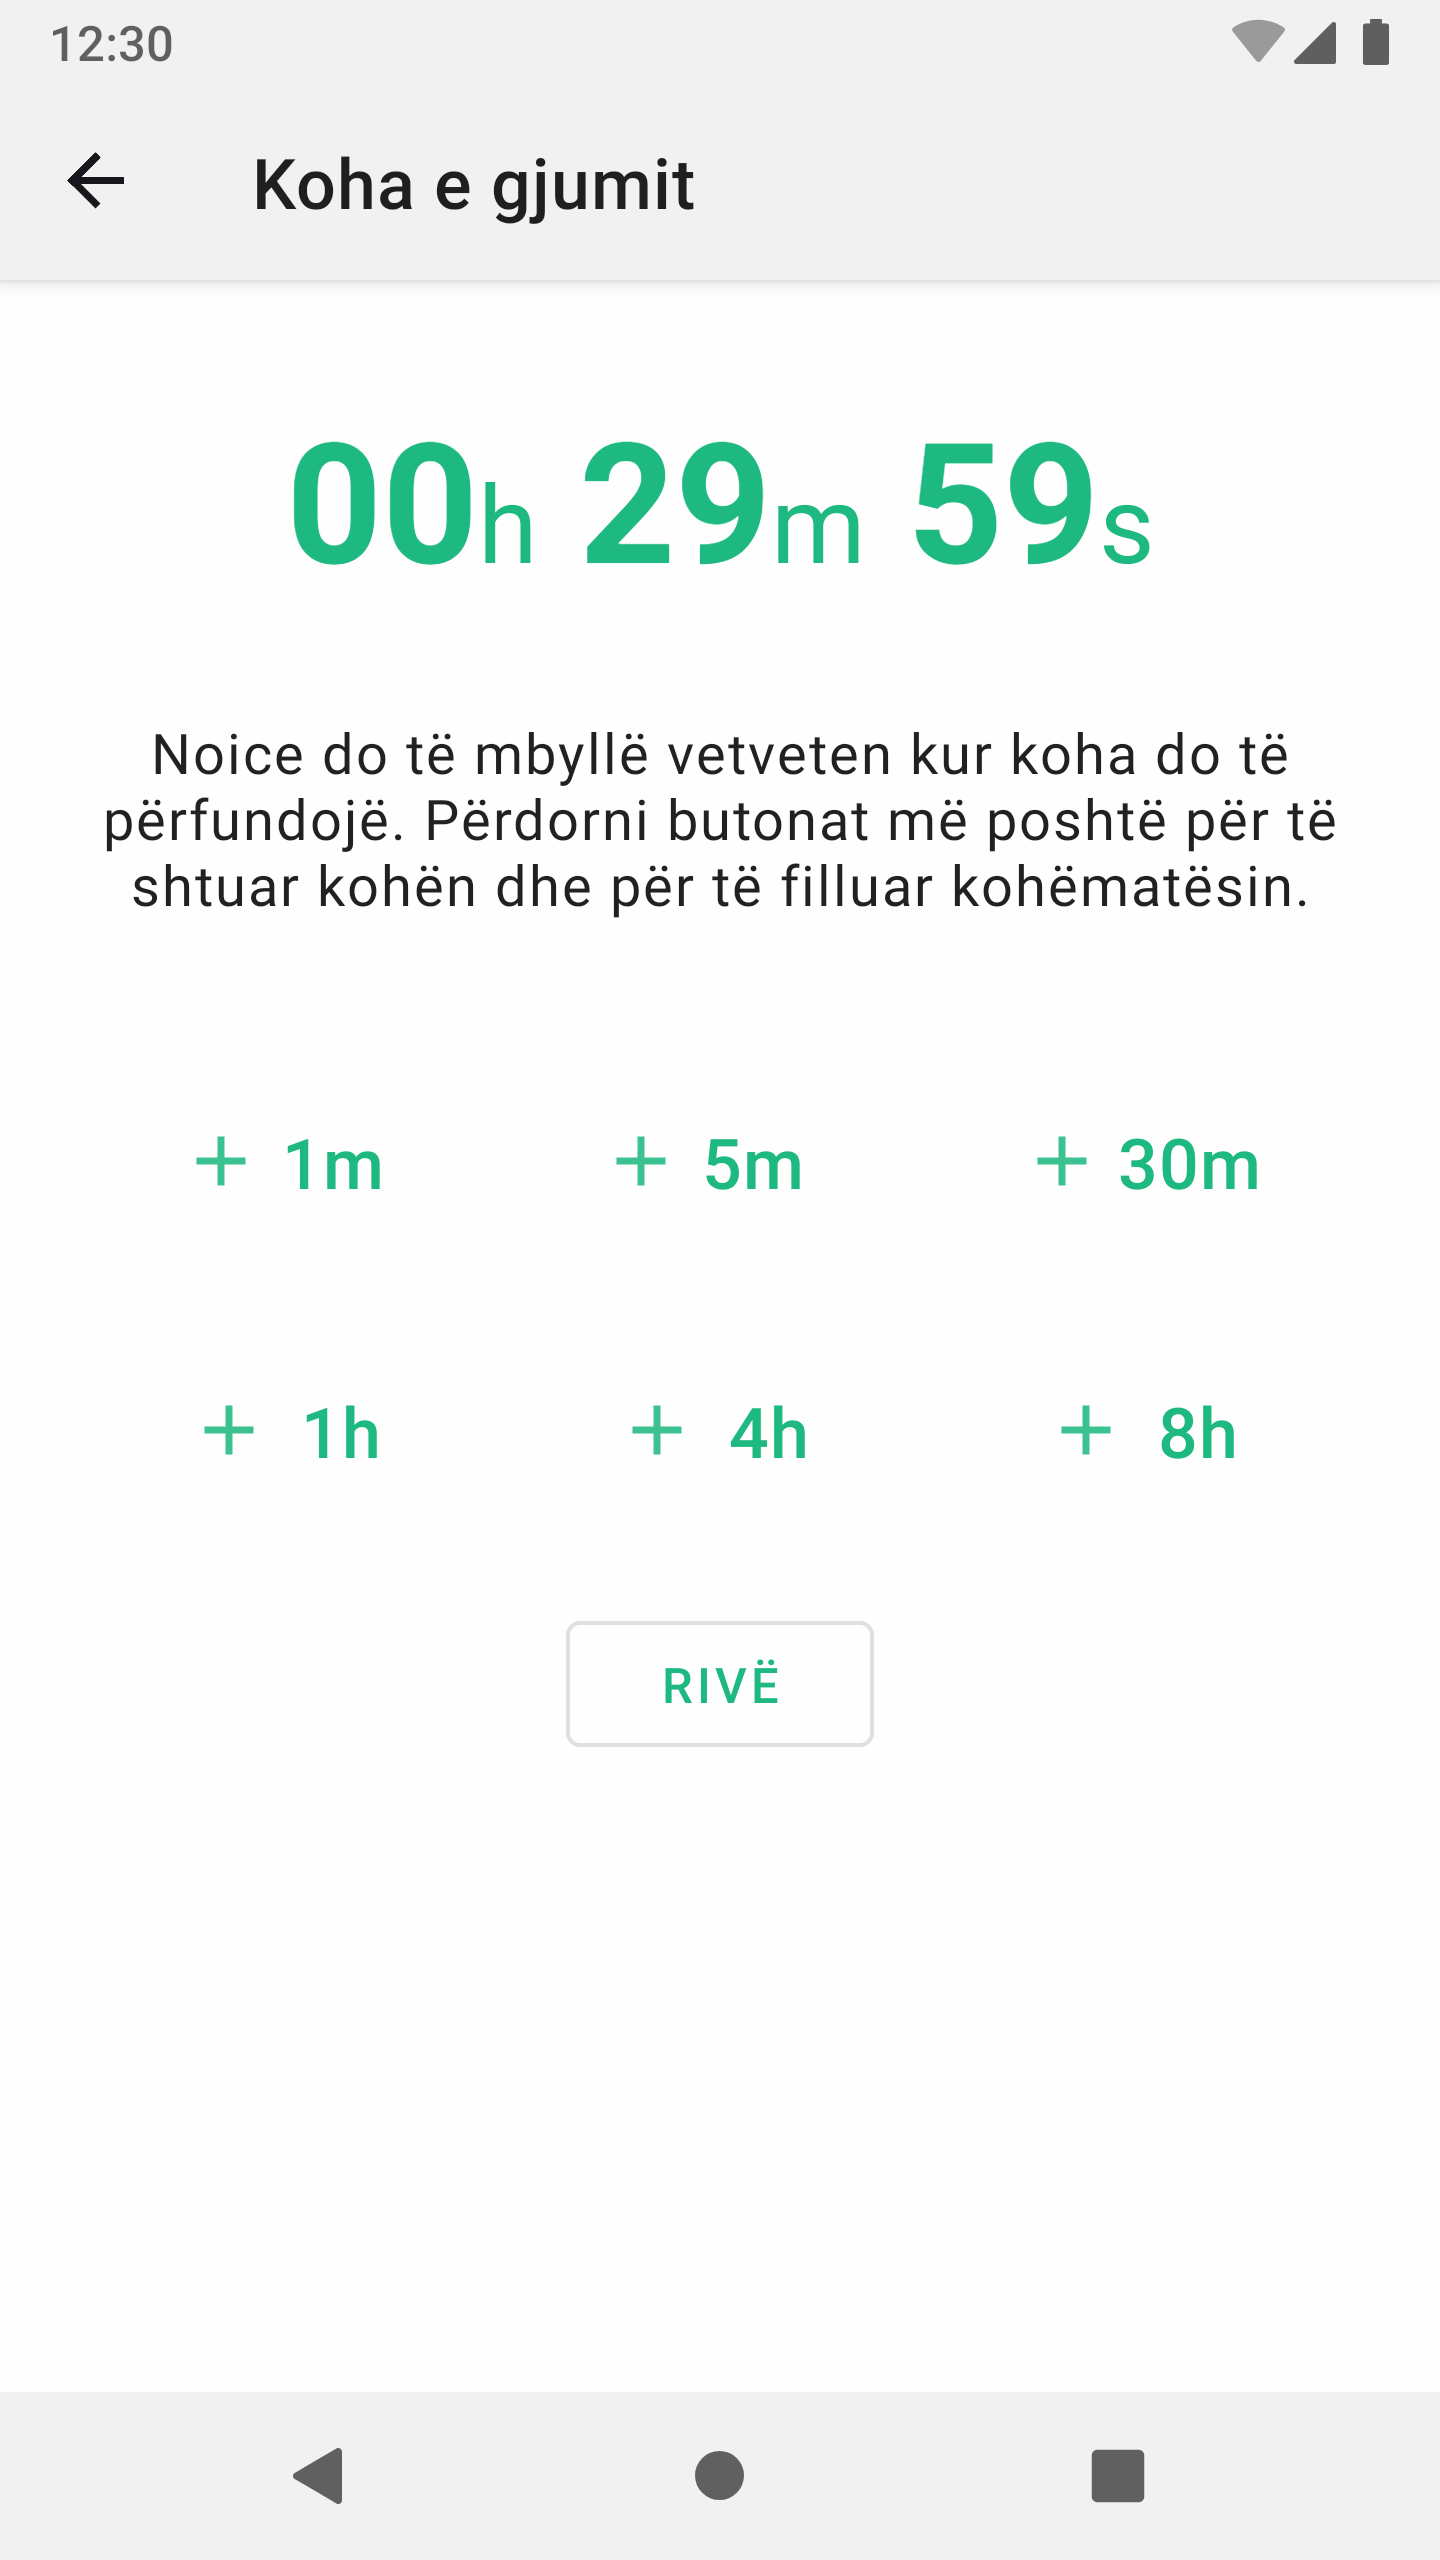 12:30
Koha e gjumit
00h 29m 59s
Noice do të mbyllë vetveten kur koha do të
përfundojë. Përdorni butonat më poshtë për të
shtuar kohën dhe për të filluar kohëmatësin.
+ 1m + 5m + 30m
+ 1h + 4h + 8h
RIVË